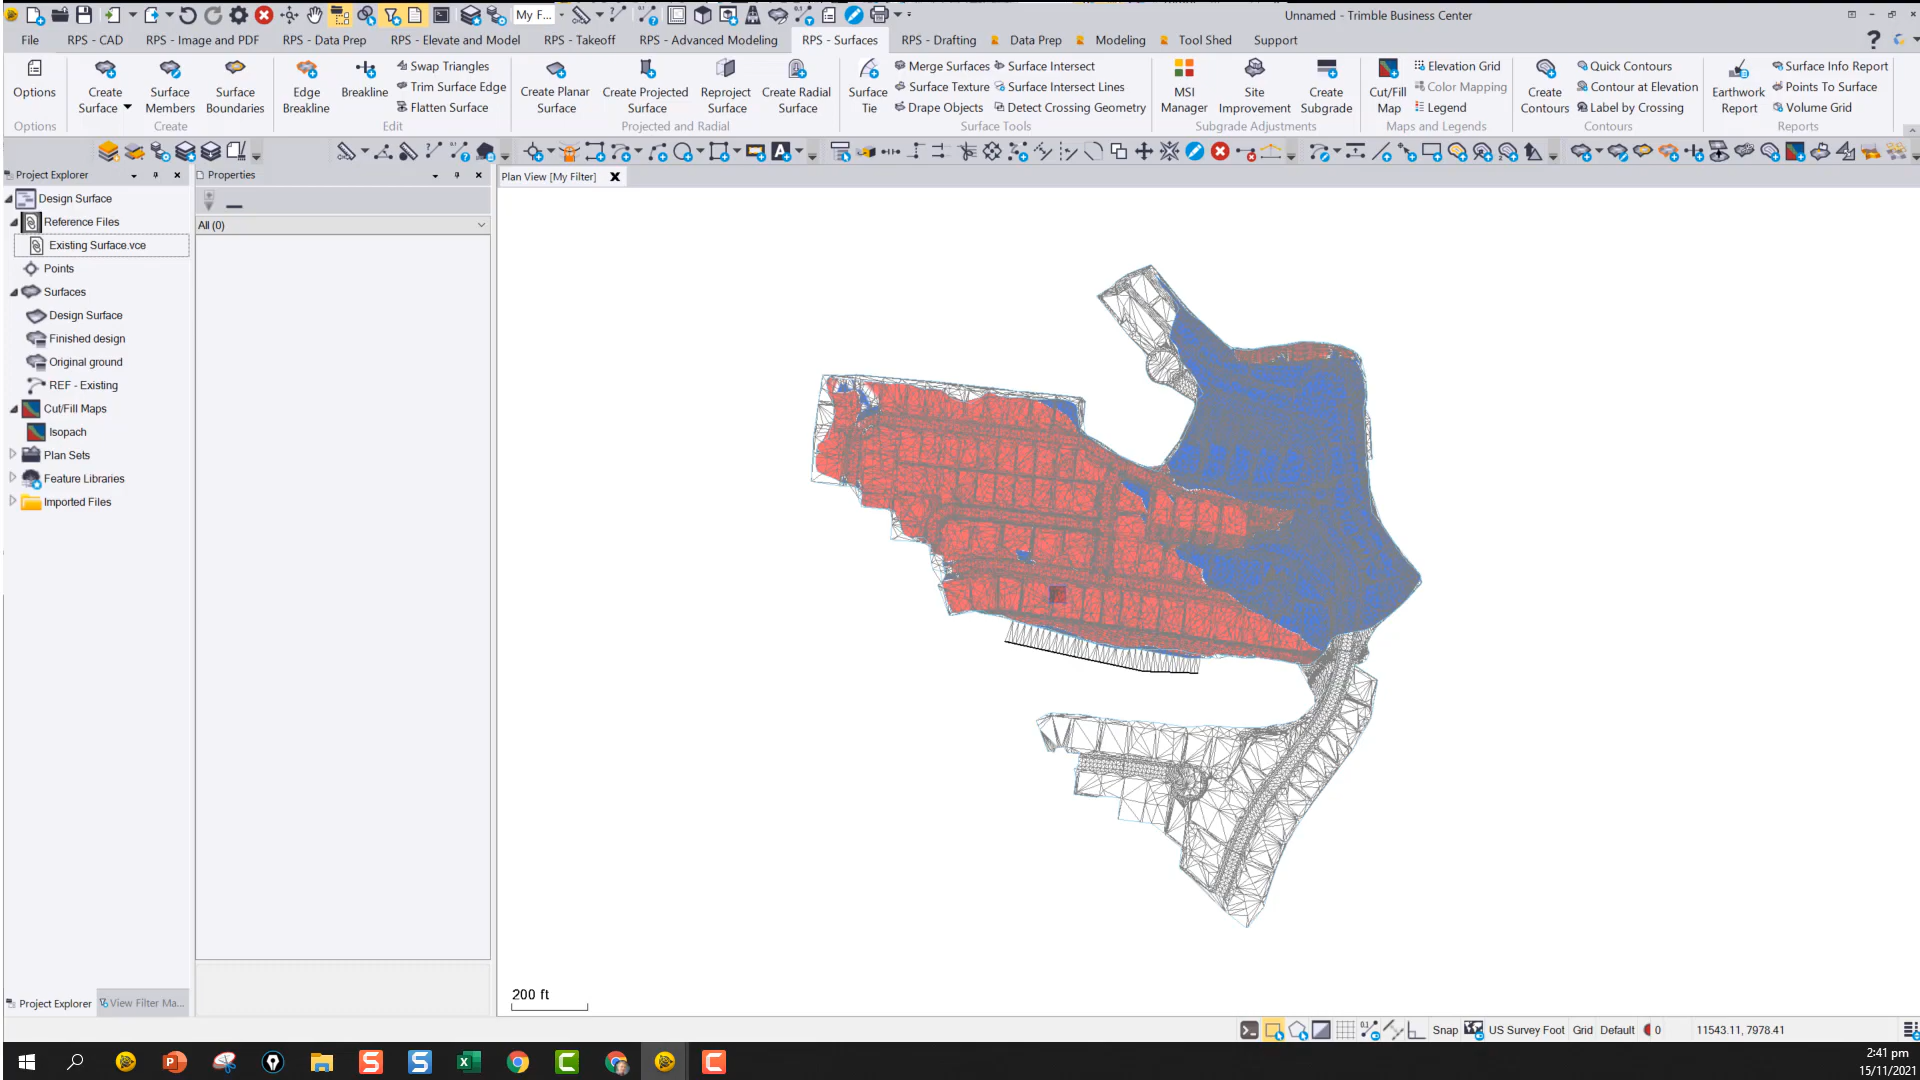 My F...
Unnamed - Trimble Business Center
File
RPS - CAD
RPS - Image and PDF
RPS - Data Prep
RPS - Elevate and Model
RPS - Takeoff
RPS - Advanced Modeling
RPS - Surfaces
RPS - Drafting
Data Prep
Modeling
Tool Shed
Support
Options
Create Surface
Surface Members
Surface Boundaries
Edge Breakline
Breakline
Swap Triangles
Trim Surface Edge
Flatten Surface
Create Planar Surface
Create Projected Surface
Reproject Surface
Create Radial Surface
Surface Tie
Merge Surfaces
Surface Texture
Drape Objects
Surface Intersect
Surface Intersect Lines
Detect Crossing Geometry
MSI Manager
Site Improvement
Create Subgrade
Cut/Fill Map
Elevation Grid
Color Mapping
Legend
Create Contours
Quick Contours
Contour at Elevation
Label by Crossing
Earthwork Report
Surface Info Report
Points To Surface
Volume Grid
Options
Create
Edit
Projected and Radial
Surface Tools
Subgrade Adjustments
Maps and Legends
Contours
Reports
Project Explorer
Properties
Plan View [My Filter]
Design Surface
Reference Files
Existing Surface.vce
Points
Surfaces
Design Surface
Finished design
Original ground
REF - Existing
Cut/Fill Maps
Isopach
Plan Sets
Feature Libraries
Imported Files
All (0)
200 ft
Project Explorer
View Filter Ma...
Snap
US Survey Foot
Grid
Default
0
11543.11, 7978.41
2:41 pm
15/11/2021